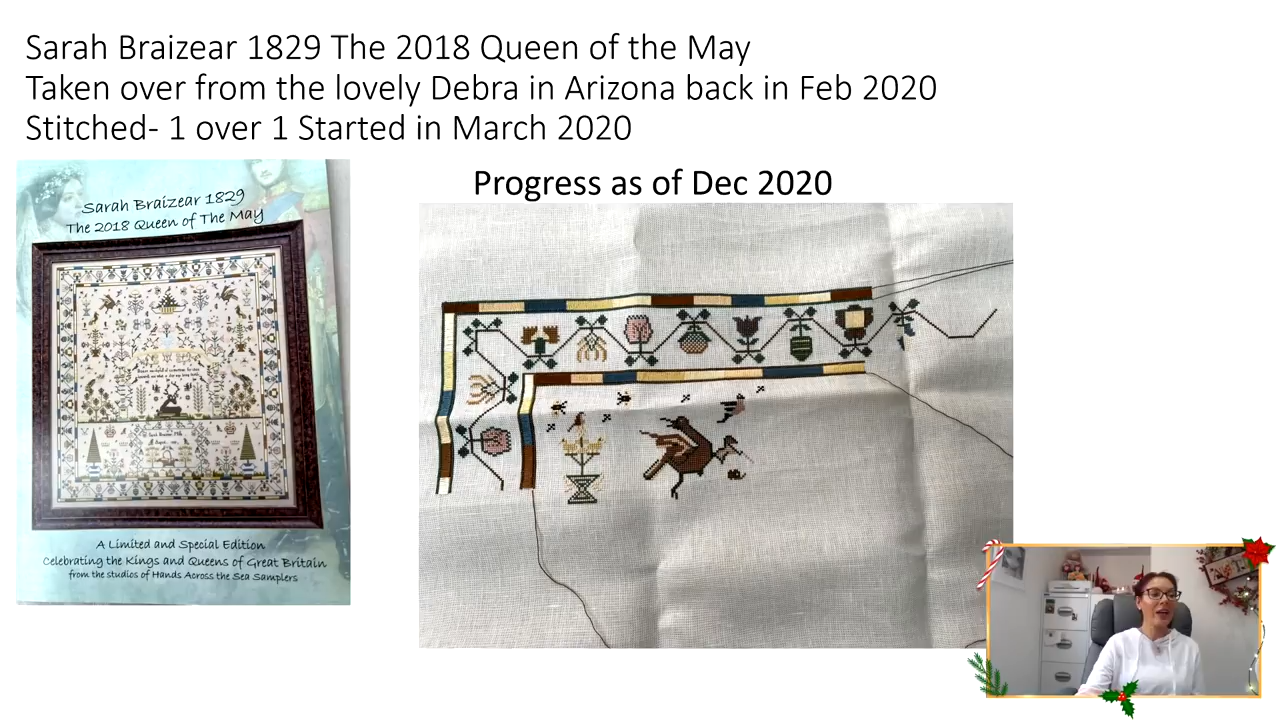 Sarah Braizear 1829 The 2018 Queen of the May
Taken over from the lovely Debra in Arizona back in Feb 2020
Stitched- 1 over 1 Started in March 2020
Progress as of Dec 2020
Sarah Braizear 1829
The 2018 Queen of The May
A Limited and Special Edition
Celebrating the Kings and Queens of Great Britain
from the studios of Hands Across the Sea Samplers